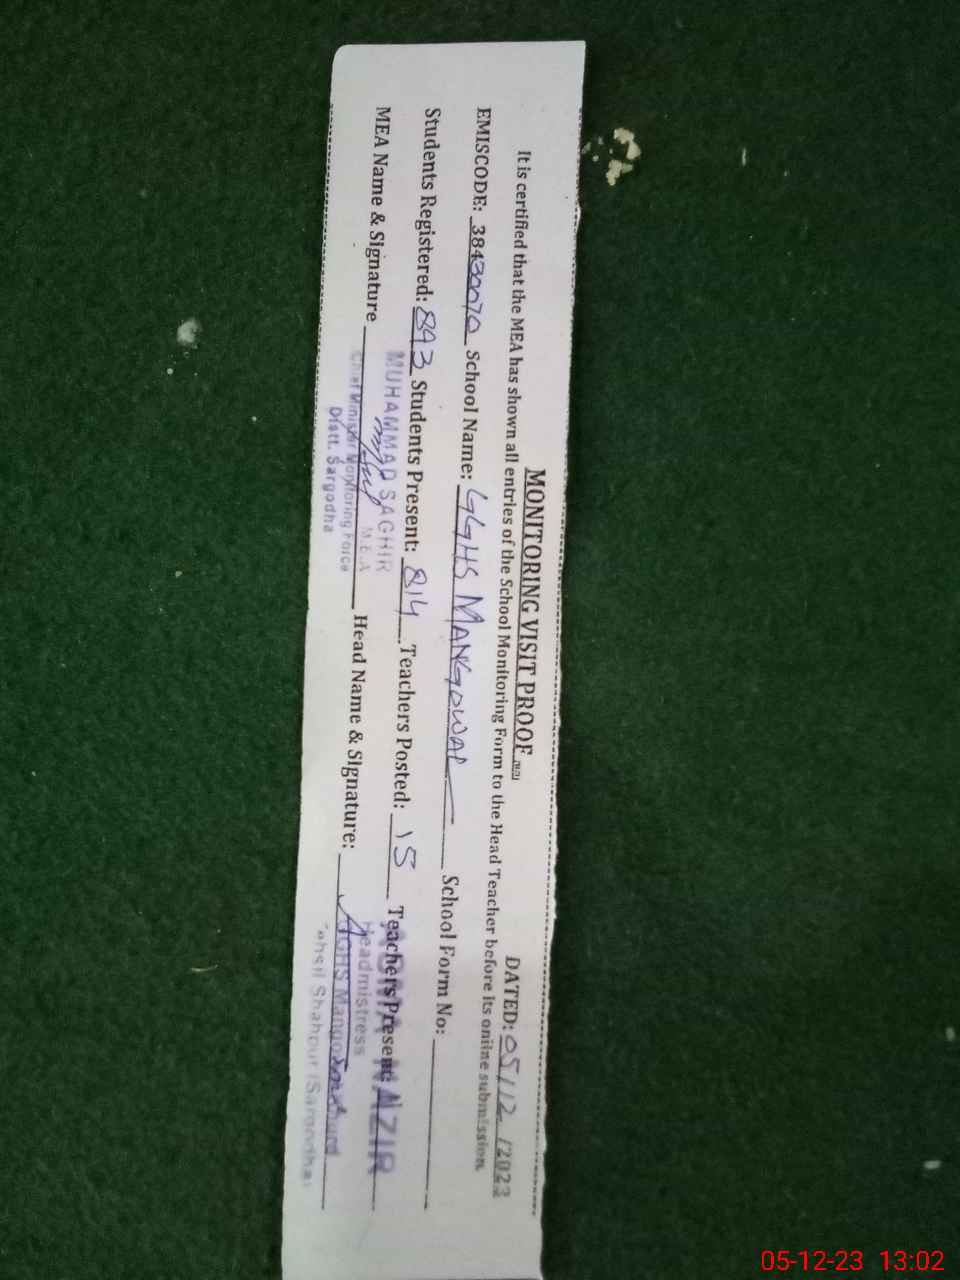 MONITORING VISIT PROOF
DATED: 05/12/2023
It is certified that the MEA has shown all entries of the School Monitoring Form to the Head Teacher before its online submission.
EMISCODE: 38430070 School Name: GGHS MANGOWAL School Form No:
Students Registered: 893 Students Present: 814 Teachers Posted: 15 Teachers Present:
MEA Name & Signature Head Name & Signature:
MUHAMMAD SAGHIR
M.E.A
Chief Minister Monitoring Force
Distt. Sargodha
NAZIR
Headmistress
GGHS Mangowal
Tehsil Shahpur (Sargodha)
05-12-23 13:02